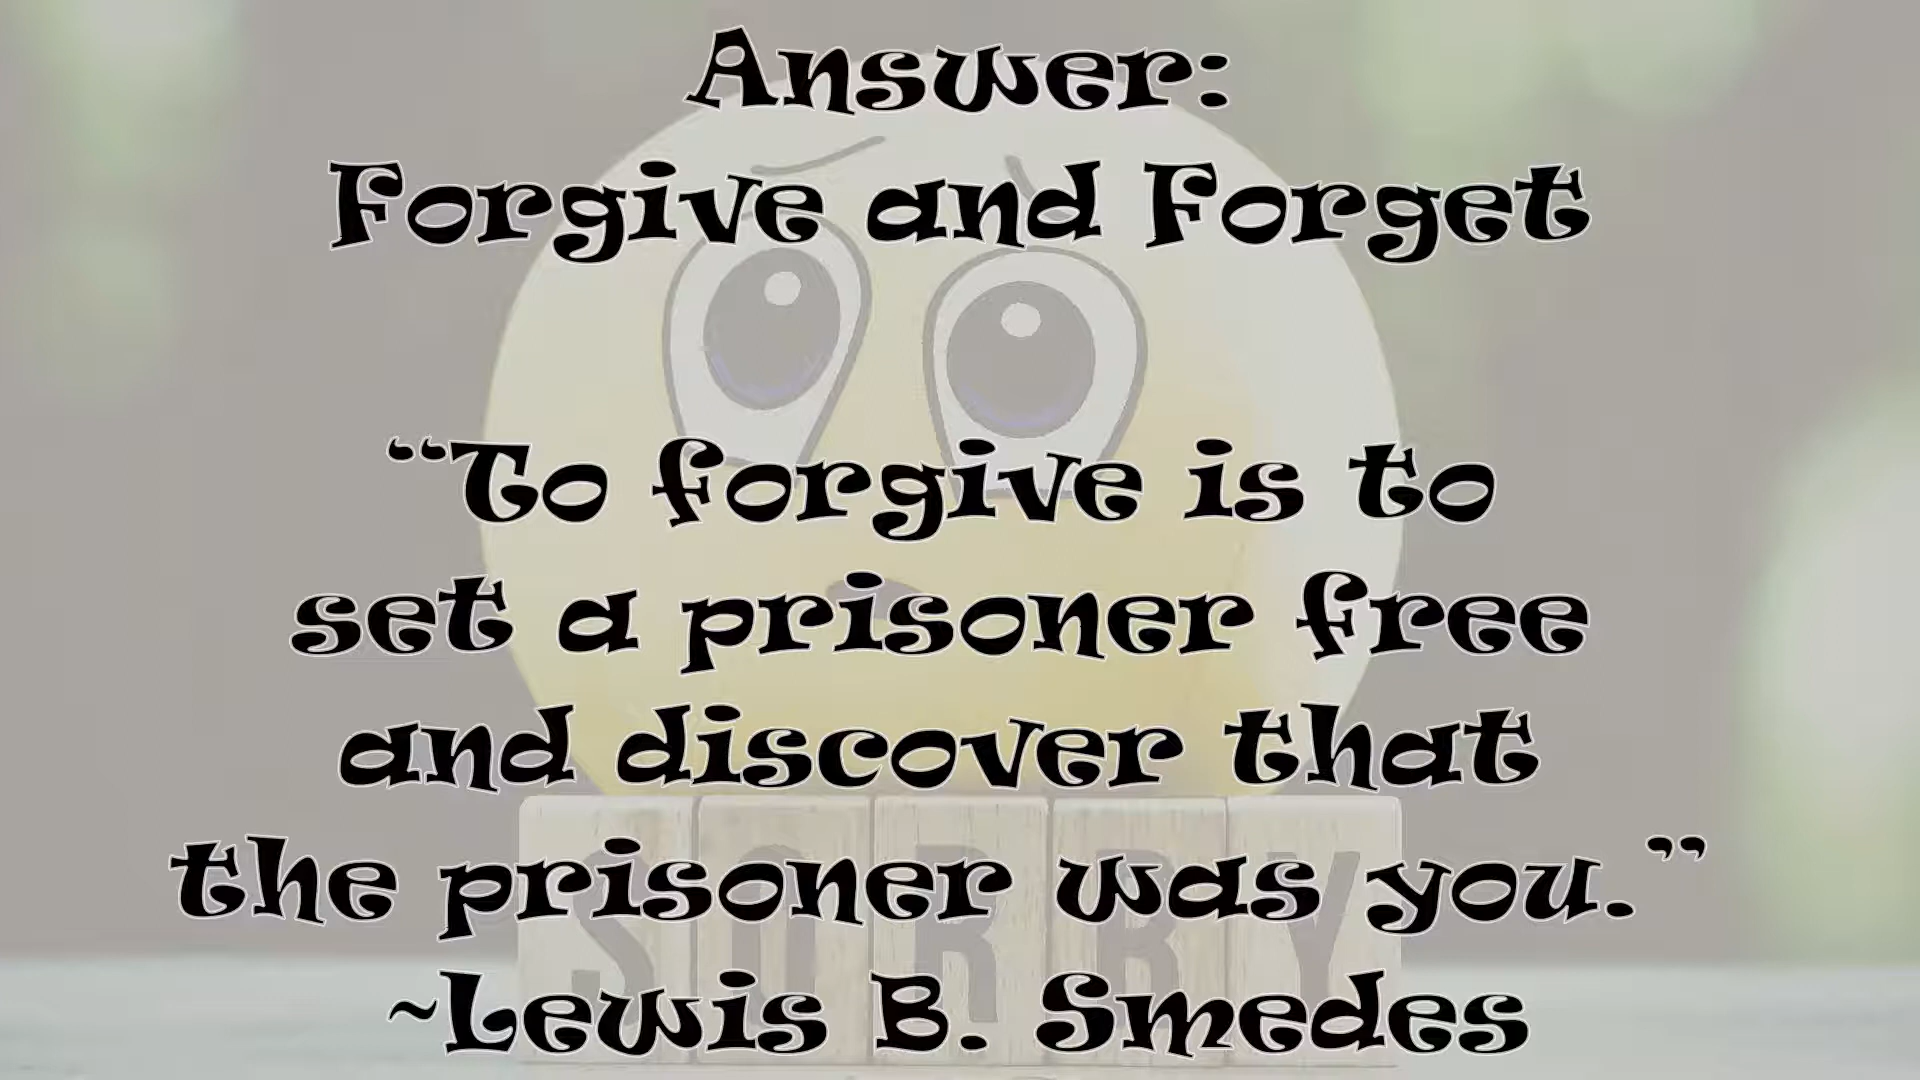 Answer:
Forgive and Forget
“To forgive is to
set a prisoner free
and discover that
the prisoner was you.”
~Lewis B. Smedes
SORRY